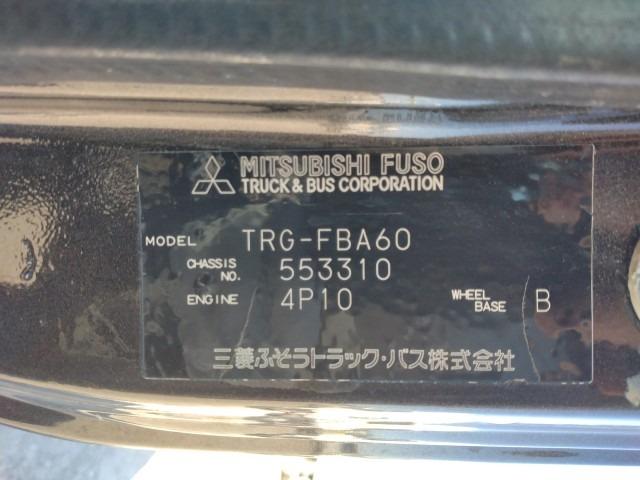 MITSUBISHI FUSO
TRUCK & BUS CORPORATION
MODEL TRG-FBA60
CHASSIS NO. 553310
ENGINE 4P10 WHEEL BASE B
三菱ふそうトラック・バス株式会社